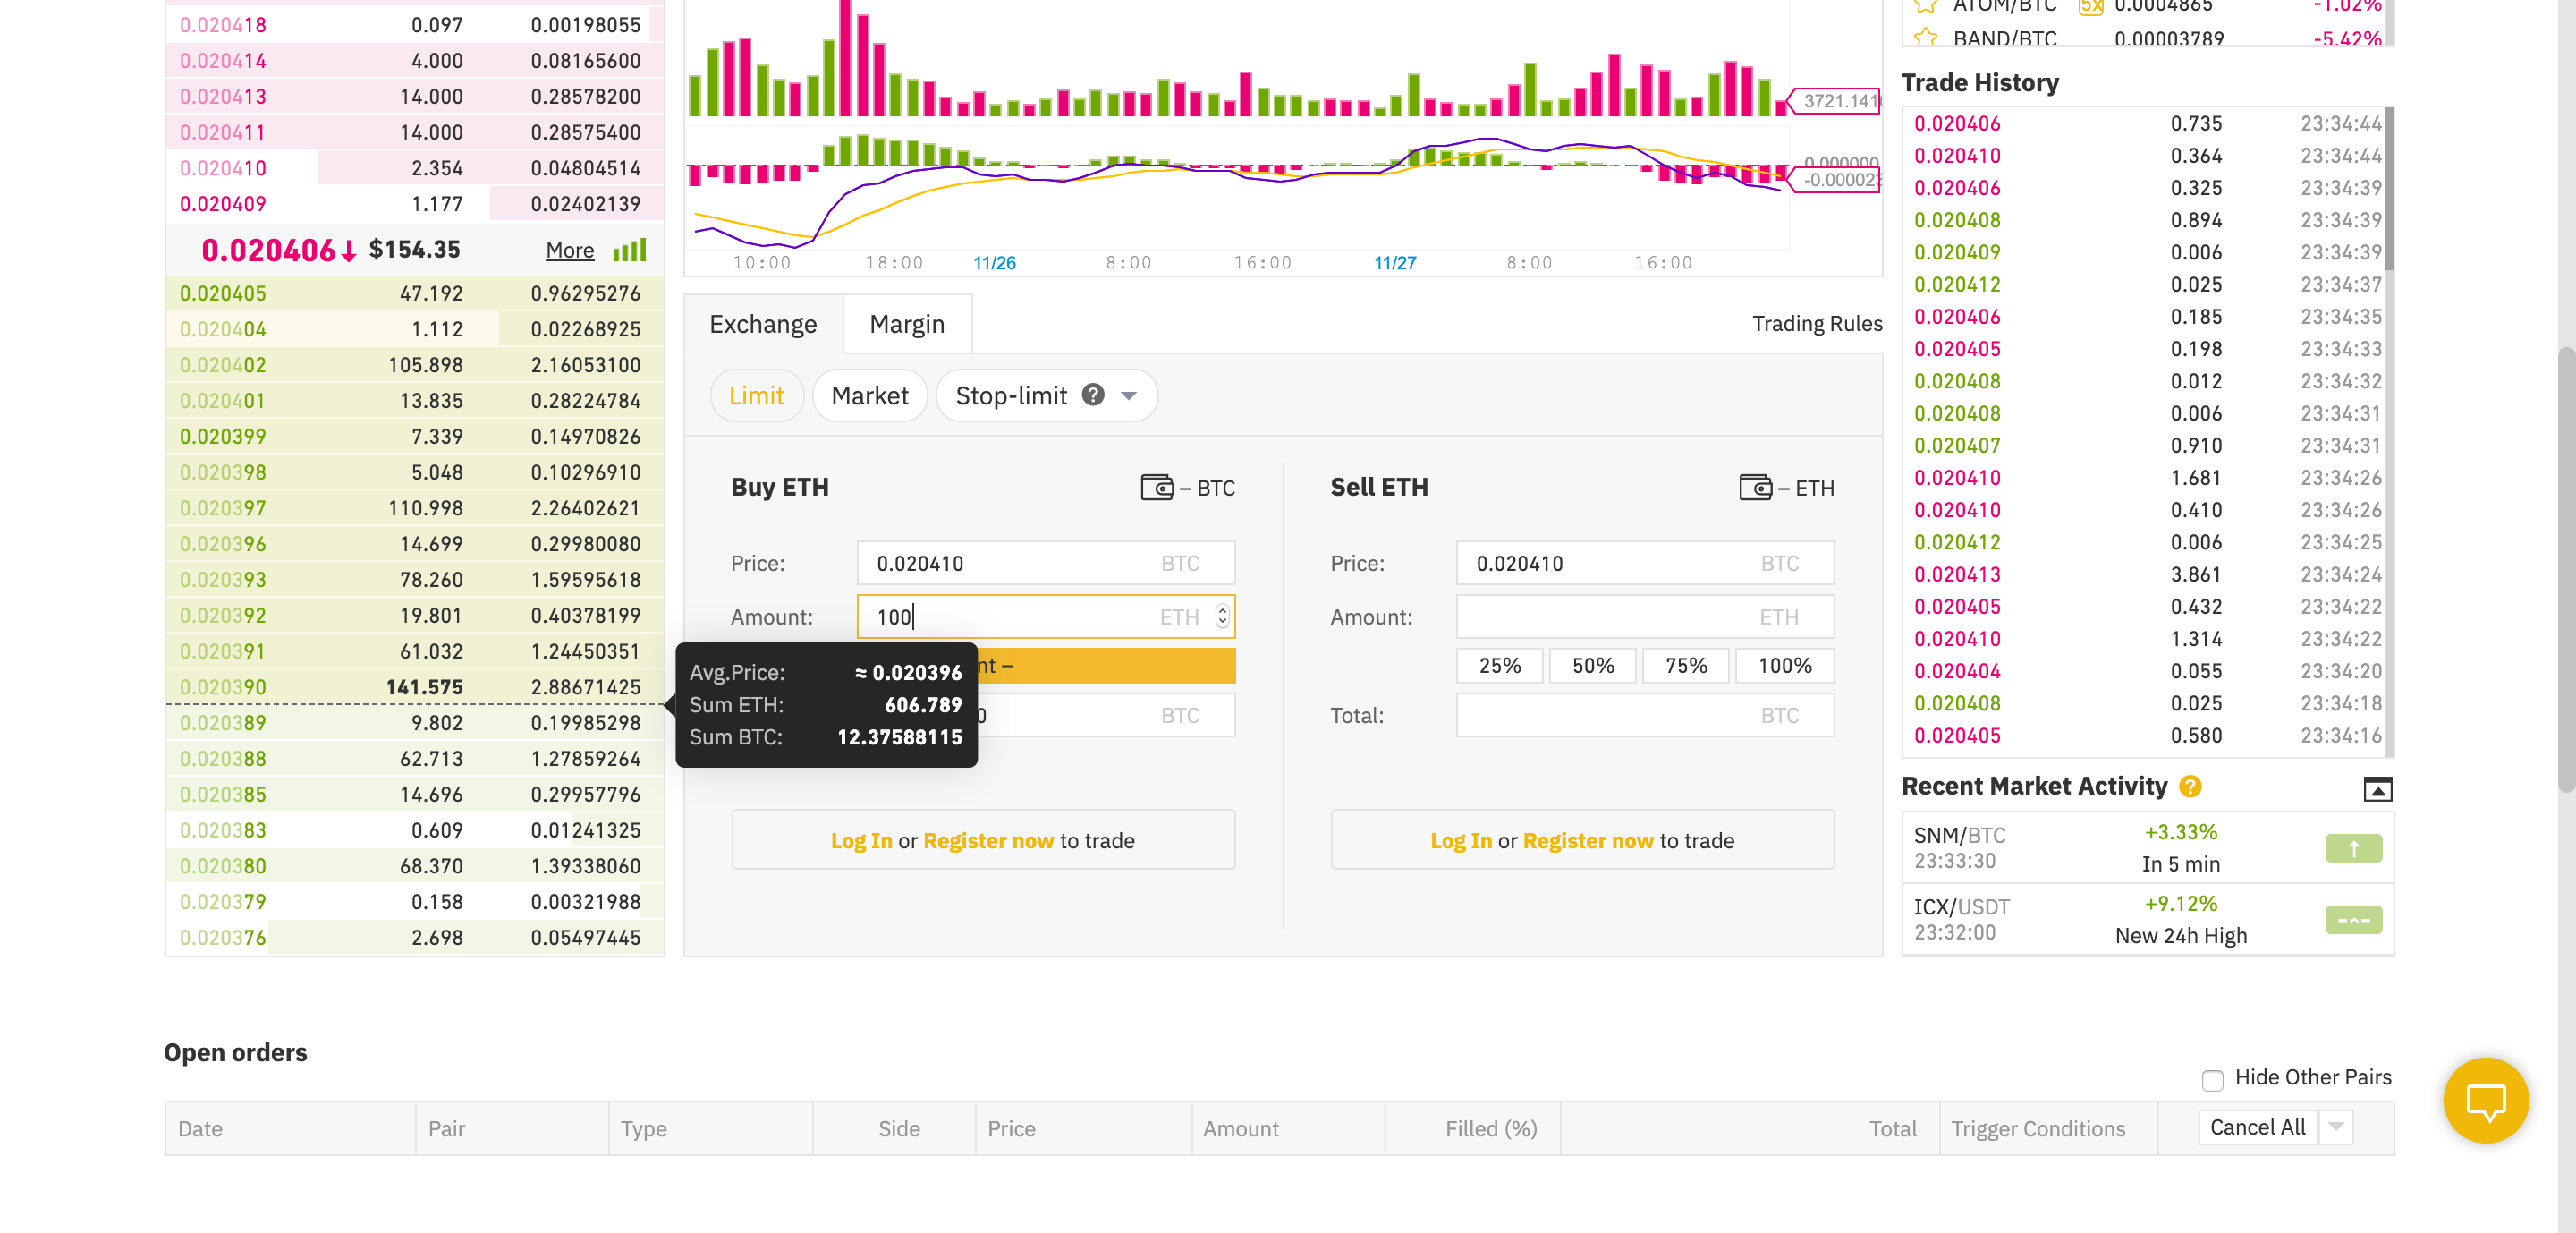 0.020418 0.097 0.00198055
0.020414 4.000 0.08165600
0.020413 14.000 0.28578200
0.020411 14.000 0.28575400
0.020410 2.354 0.04804514
0.020409 1.177 0.02402139
0.020406↓ $154.35 More
0.020405 47.192 0.96295276
0.020404 1.112 0.02268925
0.020402 105.898 2.16053100
0.020401 13.835 0.28224784
0.020399 7.339 0.14970826
0.020398 5.048 0.10296910
0.020397 110.998 2.26402621
0.020396 14.699 0.29980080
0.020393 78.260 1.59595618
0.020392 19.801 0.40378199
0.020391 61.032 1.24450351
0.020390 141.575 2.88671425
0.020389 9.802 0.19985298
0.020388 62.713 1.27859264
0.020385 14.696 0.29957796
0.020383 0.609 0.01241325
0.020380 68.370 1.39338060
0.020379 0.158 0.00321988
0.020376 2.698 0.05497445
3721.141
0.000000
-0.000023
10:00 18:00 11/26 8:00 16:00 11/27 8:00 16:00
Exchange Margin Trading Rules
Limit Market Stop-limit ?
Buy ETH – BTC
Price: 0.020410 BTC
Amount: 100 ETH
nt –
0 BTC
Avg.Price: ≈ 0.020396
Sum ETH: 606.789
Sum BTC: 12.37588115
Log In or Register now to trade
Sell ETH – ETH
Price: 0.020410 BTC
Amount: ETH
25% 50% 75% 100%
Total: BTC
Log In or Register now to trade
ATOM/BTC 5x 0.0004865 -1.02%
BAND/BTC 0.00003789 -5.42%
Trade History
0.020406 0.735 23:34:44
0.020410 0.364 23:34:44
0.020406 0.325 23:34:39
0.020408 0.894 23:34:39
0.020409 0.006 23:34:39
0.020412 0.025 23:34:37
0.020406 0.185 23:34:35
0.020405 0.198 23:34:33
0.020408 0.012 23:34:32
0.020408 0.006 23:34:31
0.020407 0.910 23:34:31
0.020410 1.681 23:34:26
0.020410 0.410 23:34:26
0.020412 0.006 23:34:25
0.020413 3.861 23:34:24
0.020405 0.432 23:34:22
0.020410 1.314 23:34:22
0.020404 0.055 23:34:20
0.020408 0.025 23:34:18
0.020405 0.580 23:34:16
Recent Market Activity ?
SNM/BTC +3.33%
23:33:30 In 5 min
ICX/USDT +9.12%
23:32:00 New 24h High
Open orders
Hide Other Pairs
Date Pair Type Side Price Amount Filled (%) Total Trigger Conditions Cancel All